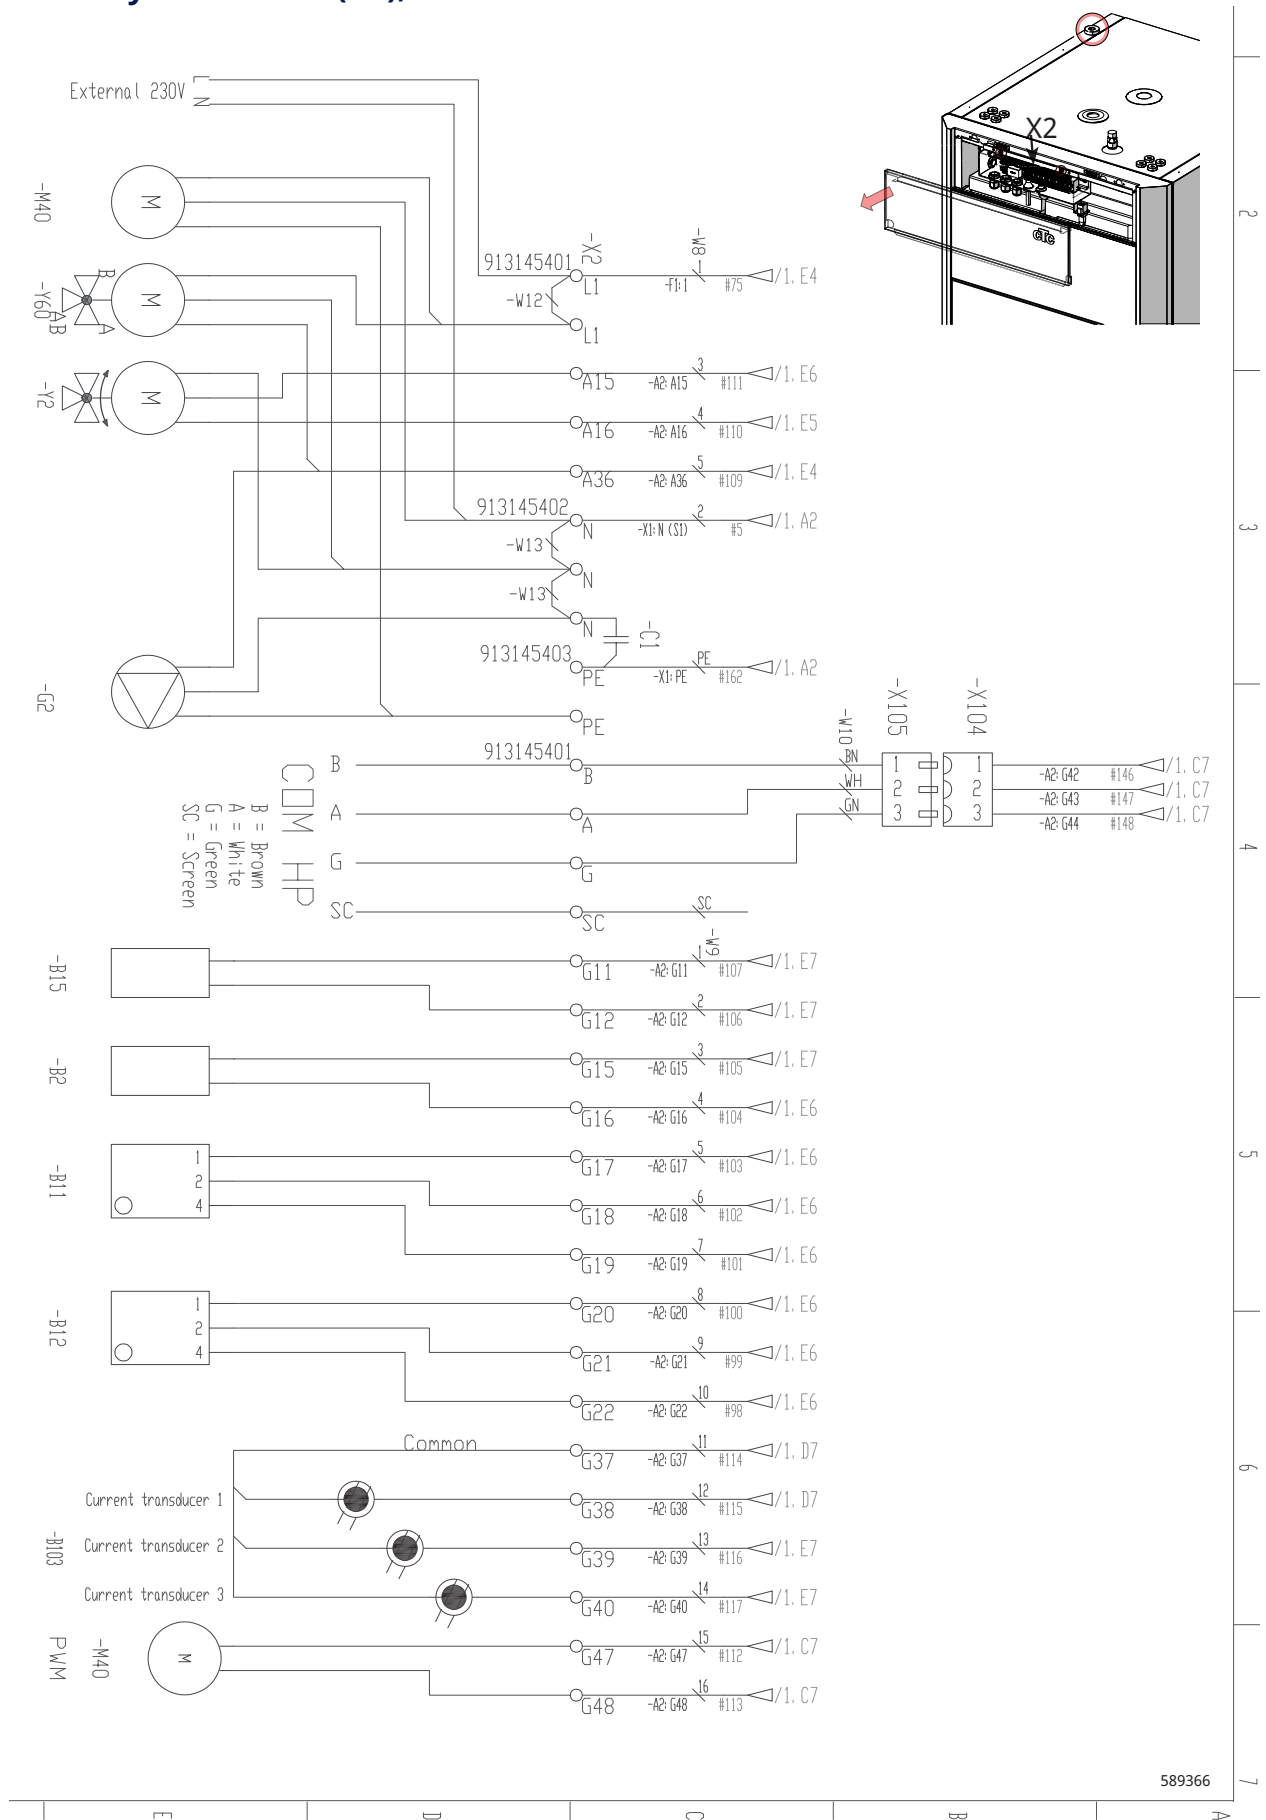 External 230V
L
N
X2
cTc
-M40
M
-X2
-W8
2
913145401
L1
-F1:1
1
#75
/1. E4
-W12
L1
-Y60
B
AB
A
M
-Y2
M
A15
-A2: A15
3
#111
/1. E6
A16
-A2: A16
4
#110
/1. E5
A36
-A2: A36
5
#109
/1. E4
913145402
N
-X1: N (S1)
2
#5
/1. A2
3
-W13
N
-W13
N
-C1
913145403
PE
-X1: PE
PE
#162
/1. A2
-G2
PE
-W10
-X105
-X104
913145401
B
B
BN
1
1
-A2: G42
#146
/1. C7
WH
2
2
-A2: G43
#147
/1. C7
A
A
GN
3
3
-A2: G44
#148
/1. C7
COM HP
B = Brown
A = White
G = Green
SC = Screen
4
G
G
SC
SC
SC
-W9
-B15
G11
-A2: G11
1
#107
/1. E7
G12
-A2: G12
2
#106
/1. E7
-B2
G15
-A2: G15
3
#105
/1. E7
G16
-A2: G16
4
#104
/1. E6
5
-B11
1
2
4
G17
-A2: G17
5
#103
/1. E6
G18
-A2: G18
6
#102
/1. E6
G19
-A2: G19
7
#101
/1. E6
-B12
1
2
4
G20
-A2: G20
8
#100
/1. E6
G21
-A2: G21
9
#99
/1. E6
G22
-A2: G22
10
#98
/1. E6
Common
G37
-A2: G37
11
#114
/1. D7
6
-B103
Current transducer 1
G38
-A2: G38
12
#115
/1. D7
Current transducer 2
G39
-A2: G39
13
#116
/1. E7
Current transducer 3
G40
-A2: G40
14
#117
/1. E7
PWM
-M40
M
G47
-A2: G47
15
#112
/1. C7
G48
-A2: G48
16
#113
/1. C7
589366
7
E
D
C
B
A